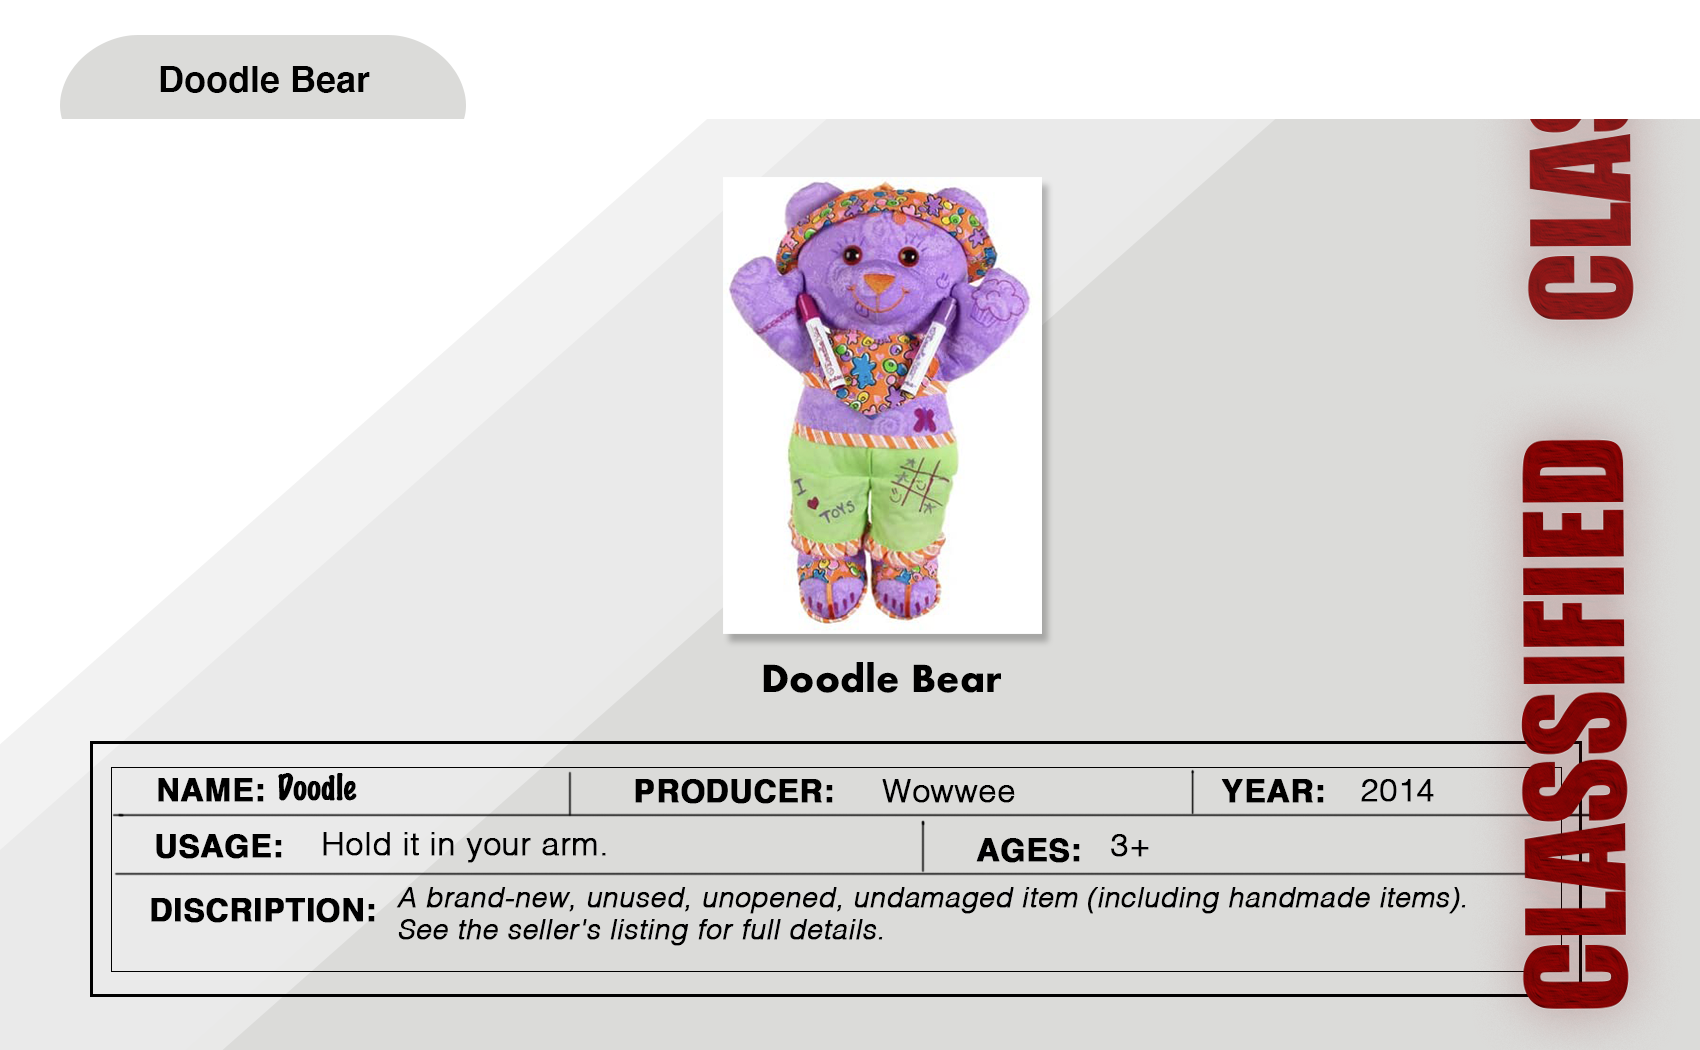 Doodle Bear
I
TOYS
Doodle Bear
NAME: Doodle
PRODUCER: Wowwee
YEAR: 2014
USAGE: Hold it in your arm.
AGES: 3+
DISCRIPTION: A brand-new, unused, unopened, undamaged item (including handmade items).
See the seller's listing for full details.
CLAS
CLASSIFIED